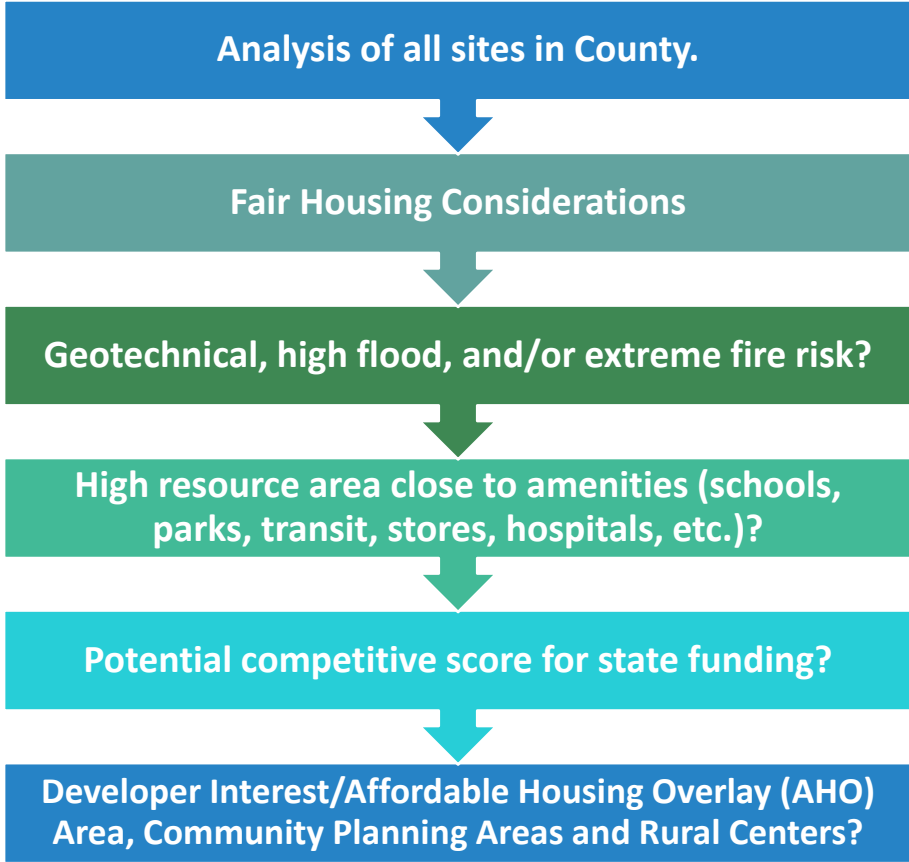 Analysis of all sites in County.
Fair Housing Considerations
Geotechnical, high flood, and/or extreme fire risk?
High resource area close to amenities (schools,
parks, transit, stores, hospitals, etc.)?
Potential competitive score for state funding?
Developer Interest/Affordable Housing Overlay (AHO)
Area, Community Planning Areas and Rural Centers?